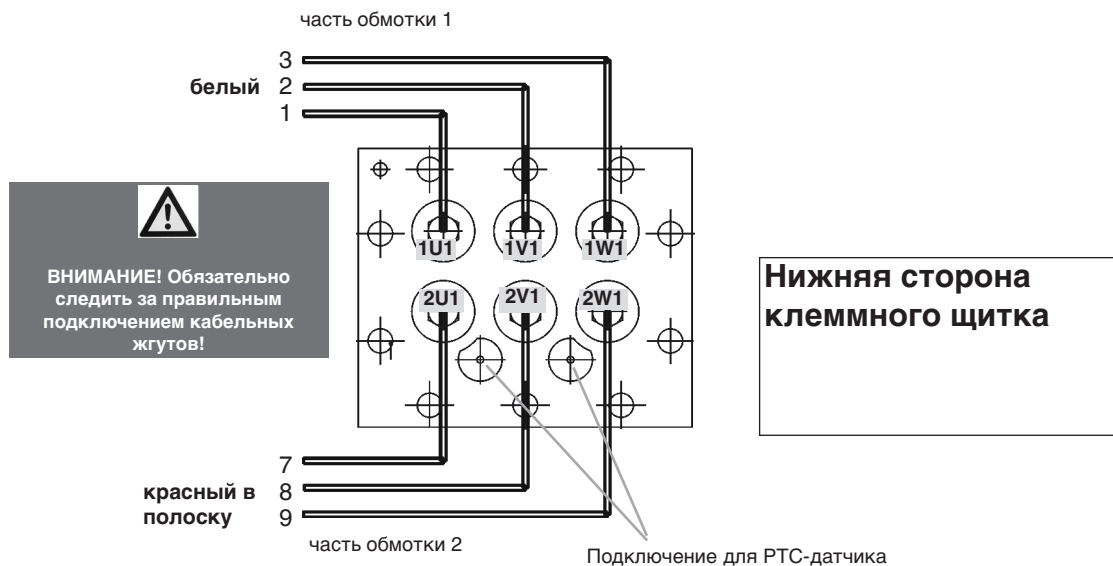 часть обмотки 1
3
белый 2
1
ВНИМАНИЕ! Обязательно
следить за правильным
подключением кабельных
жгутов!
1U1 1V1 1W1
2U1 2V1 2W1
Нижняя сторона
клеммного щитка
7
красный в 8
полоску 9
часть обмотки 2
Подключение для PTC-датчика